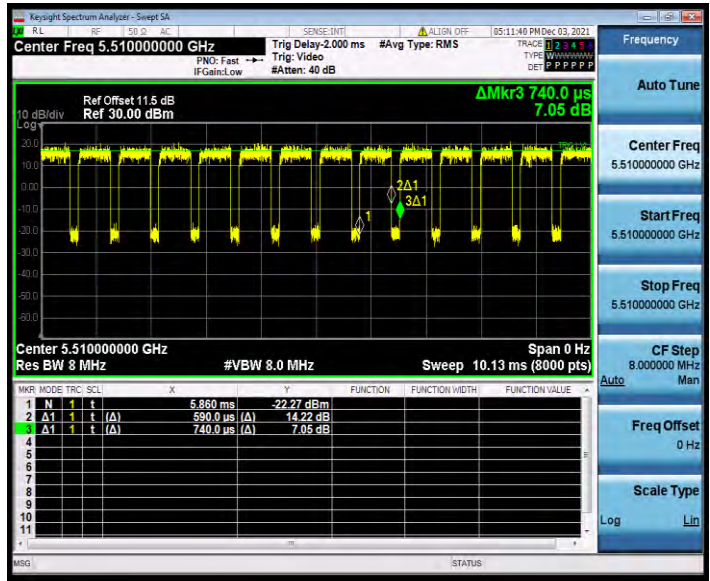 Keysight Spectrum Analyzer - Swept SA
RL RF 50 Ω AC SENSE:INT ALIGN OFF 05:11:40 PM Dec 03, 2021
Center Freq 5.510000000 GHz
PNO: Fast
IFGain:Low
Trig Delay-2.000 ms
Trig: Video
#Atten: 40 dB
#Avg Type: RMS
TRACE 1 2 3 4 5 6
TYPE WWWWWW
DET P P P P P P
Ref Offset 11.5 dB
10 dB/div Ref 30.00 dBm
Log
ΔMkr3 740.0 µs
7.05 dB
20.0
10.0
0.00
-10.0
-20.0
-30.0
-40.0
-50.0
-60.0
2Δ1
3Δ1
1
Center 5.510000000 GHz Span 0 Hz
Res BW 8 MHz #VBW 8.0 MHz Sweep 10.13 ms (8000 pts)
MKR MODE TRC SCL X Y FUNCTION FUNCTION WIDTH FUNCTION VALUE
1 N 1 t 5.860 ms -22.27 dBm
2 Δ1 1 t (Δ) 590.0 µs (Δ) 14.22 dB
3 Δ1 1 t (Δ) 740.0 µs (Δ) 7.05 dB
4
5
6
7
8
9
10
11
MSG STATUS
Frequency
Auto Tune
Center Freq
5.510000000 GHz
Start Freq
5.510000000 GHz
Stop Freq
5.510000000 GHz
CF Step
8.000000 MHz
Auto Man
Freq Offset
0 Hz
Scale Type
Log Lin